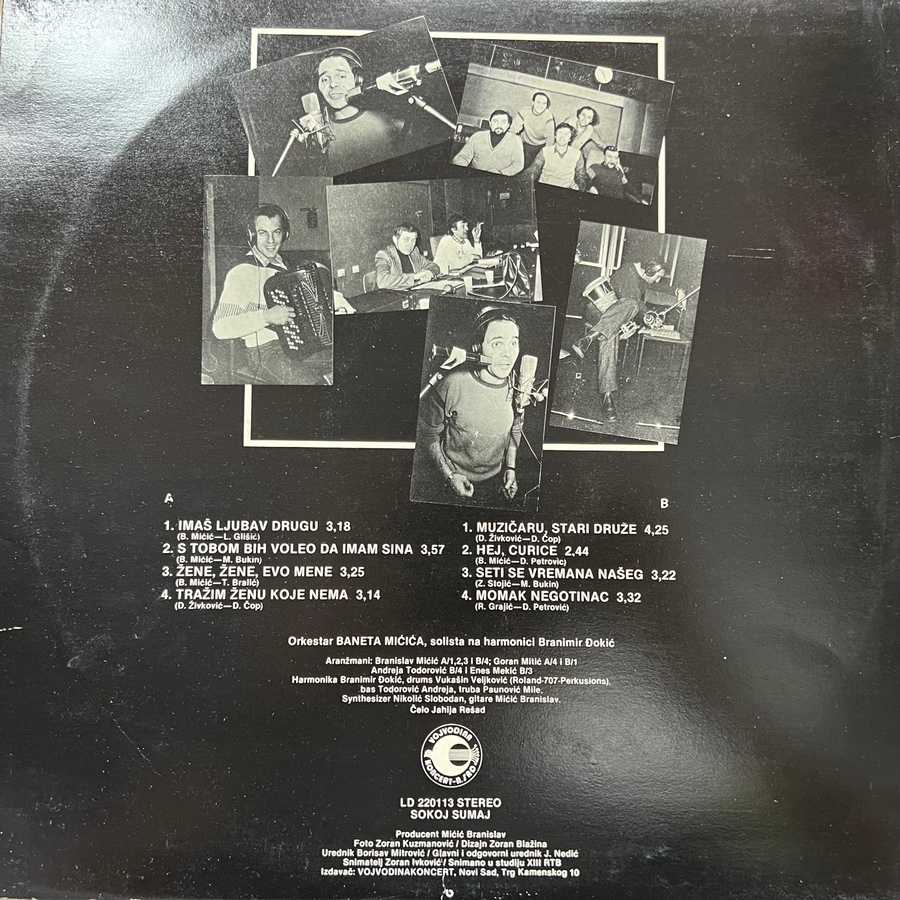 A
1. IMAŠ LJUBAV DRUGU 3,18
(B. Mićić—L. Glišić)
2. S TOBOM BIH VOLEO DA IMAM SINA 3,57
(B. Mićić—M. Bukin)
3. ŽENE, ŽENE, EVO MENE 3,25
(B. Mićić—T. Bralić)
4. TRAŽIM ŽENU KOJE NEMA 3,14
(D. Živković—D. Čop)
B
1. MUZIČARU, STARI DRUŽE 4,25
(D. Živković—D. Čop)
2. HEJ, CURICE 2,44
(B. Mićić—D. Petrović)
3. SETI SE VREMANA NAŠEG 3,22
(Z. Stojić—M. Bukin)
4. MOMAK NEGOTINAC 3,32
(R. Grajić—D. Petrović)
Orkestar BANETA MIĆIĆA, solista na harmonici Branimir Đokić
Aranžmani: Branislav Mićić A/1,2,3 i B/4; Goran Mitić A/4 i B/1
Andreja Todorović B/4 i Enes Mekić B/3
Harmonika Branimir Đokić, drums Vukašin Veljković (Roland-707-Perkusions),
bas Todorović Andreja, truba Paunović Mile,
Synthesizer Nikolić Slobodan, gitare Mićić Branislav.
Čelo Jahija Rešad
VOJVODINA
KONCERT-N.SAD
LD 220113 STEREO
SOKOJ SUMAJ
Producent Mićić Branislav
Foto Zoran Kuzmanović / Dizajn Zoran Blažina
Urednik Borisav Mitrović / Glavni i odgovorni urednik J. Nedić
Snimatelj Zoran Ivković / Snimano u studiju XIII RTB
Izdavač: VOJVODINAKONCERT, Novi Sad, Trg Kamenskog 10